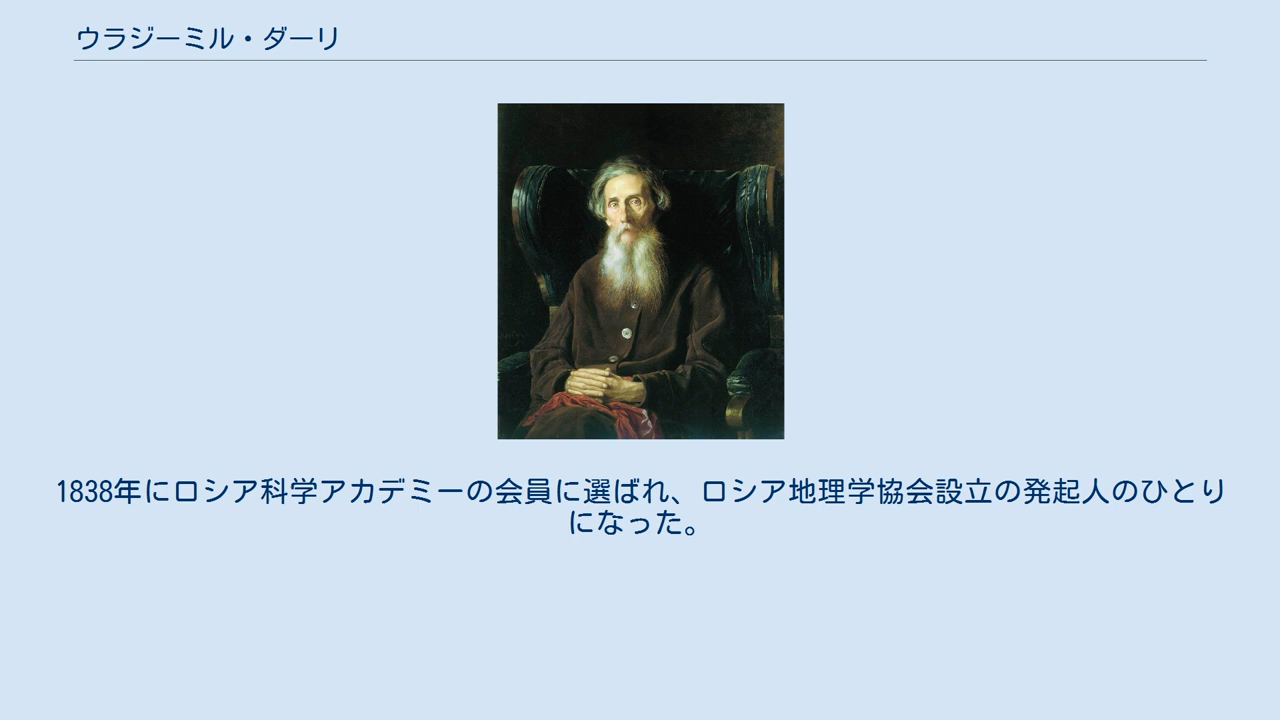 ウラジーミル・ダーリ
1838年にロシア科学アカデミーの会員に選ばれ、ロシア地理学協会設立の発起人のひとり
になった。